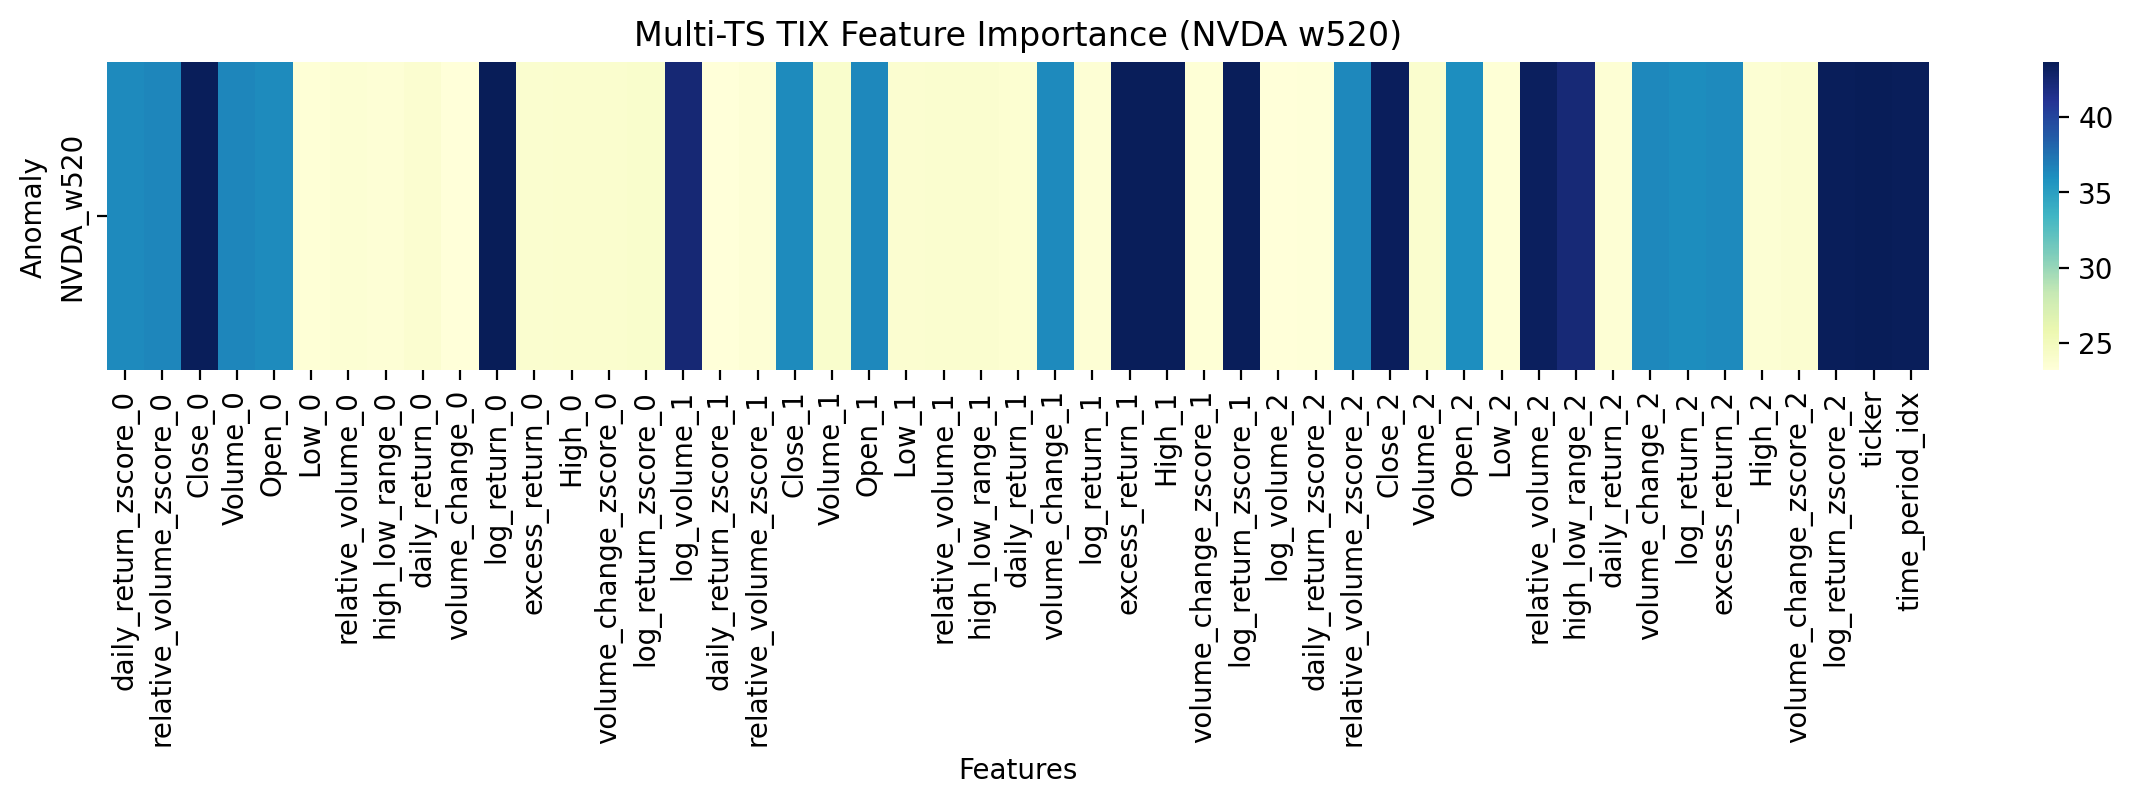 Multi-TS TIX Feature Importance (NVDA w520)
Anomaly
NVDA_w520
40
35
30
25
daily_return_zscore_0
relative_volume_zscore_0
Close_0
Volume_0
Open_0
Low_0
relative_volume_0
high_low_range_0
daily_return_0
volume_change_0
log_return_0
excess_return_0
High_0
volume_change_zscore_0
log_return_zscore_0
log_volume_1
daily_return_zscore_1
relative_volume_zscore_1
Close_1
Volume_1
Open_1
Low_1
relative_volume_1
high_low_range_1
daily_return_1
volume_change_1
log_return_1
excess_return_1
High_1
volume_change_zscore_1
log_return_zscore_1
log_volume_2
daily_return_zscore_2
relative_volume_zscore_2
Close_2
Volume_2
Open_2
Low_2
relative_volume_2
high_low_range_2
daily_return_2
volume_change_2
log_return_2
excess_return_2
High_2
volume_change_zscore_2
log_return_zscore_2
ticker
time_period_idx
Features